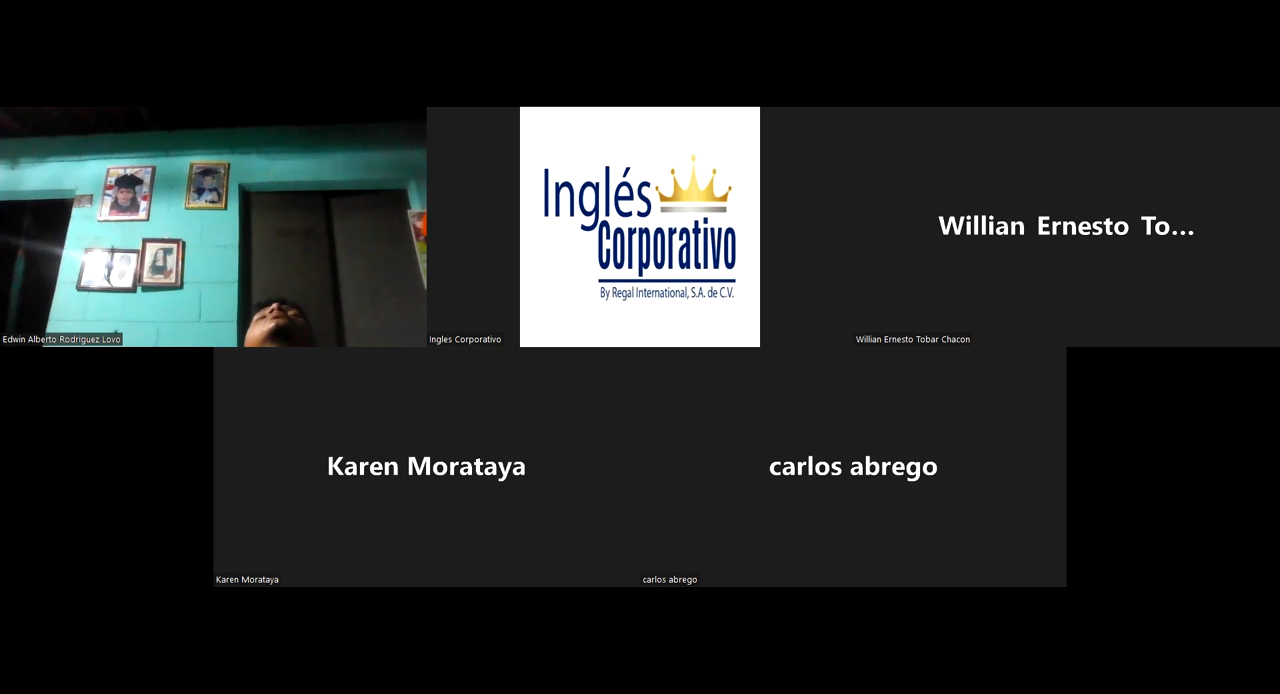 Edwin Alberto Rodriguez Lovo
Inglés
Corporativo
By Regal International, S.A. de C.V.
Ingles Corporativo
Willian Ernesto To...
Willian Ernesto Tobar Chacon
Karen Morataya
Karen Morataya
carlos abrego
carlos abrego